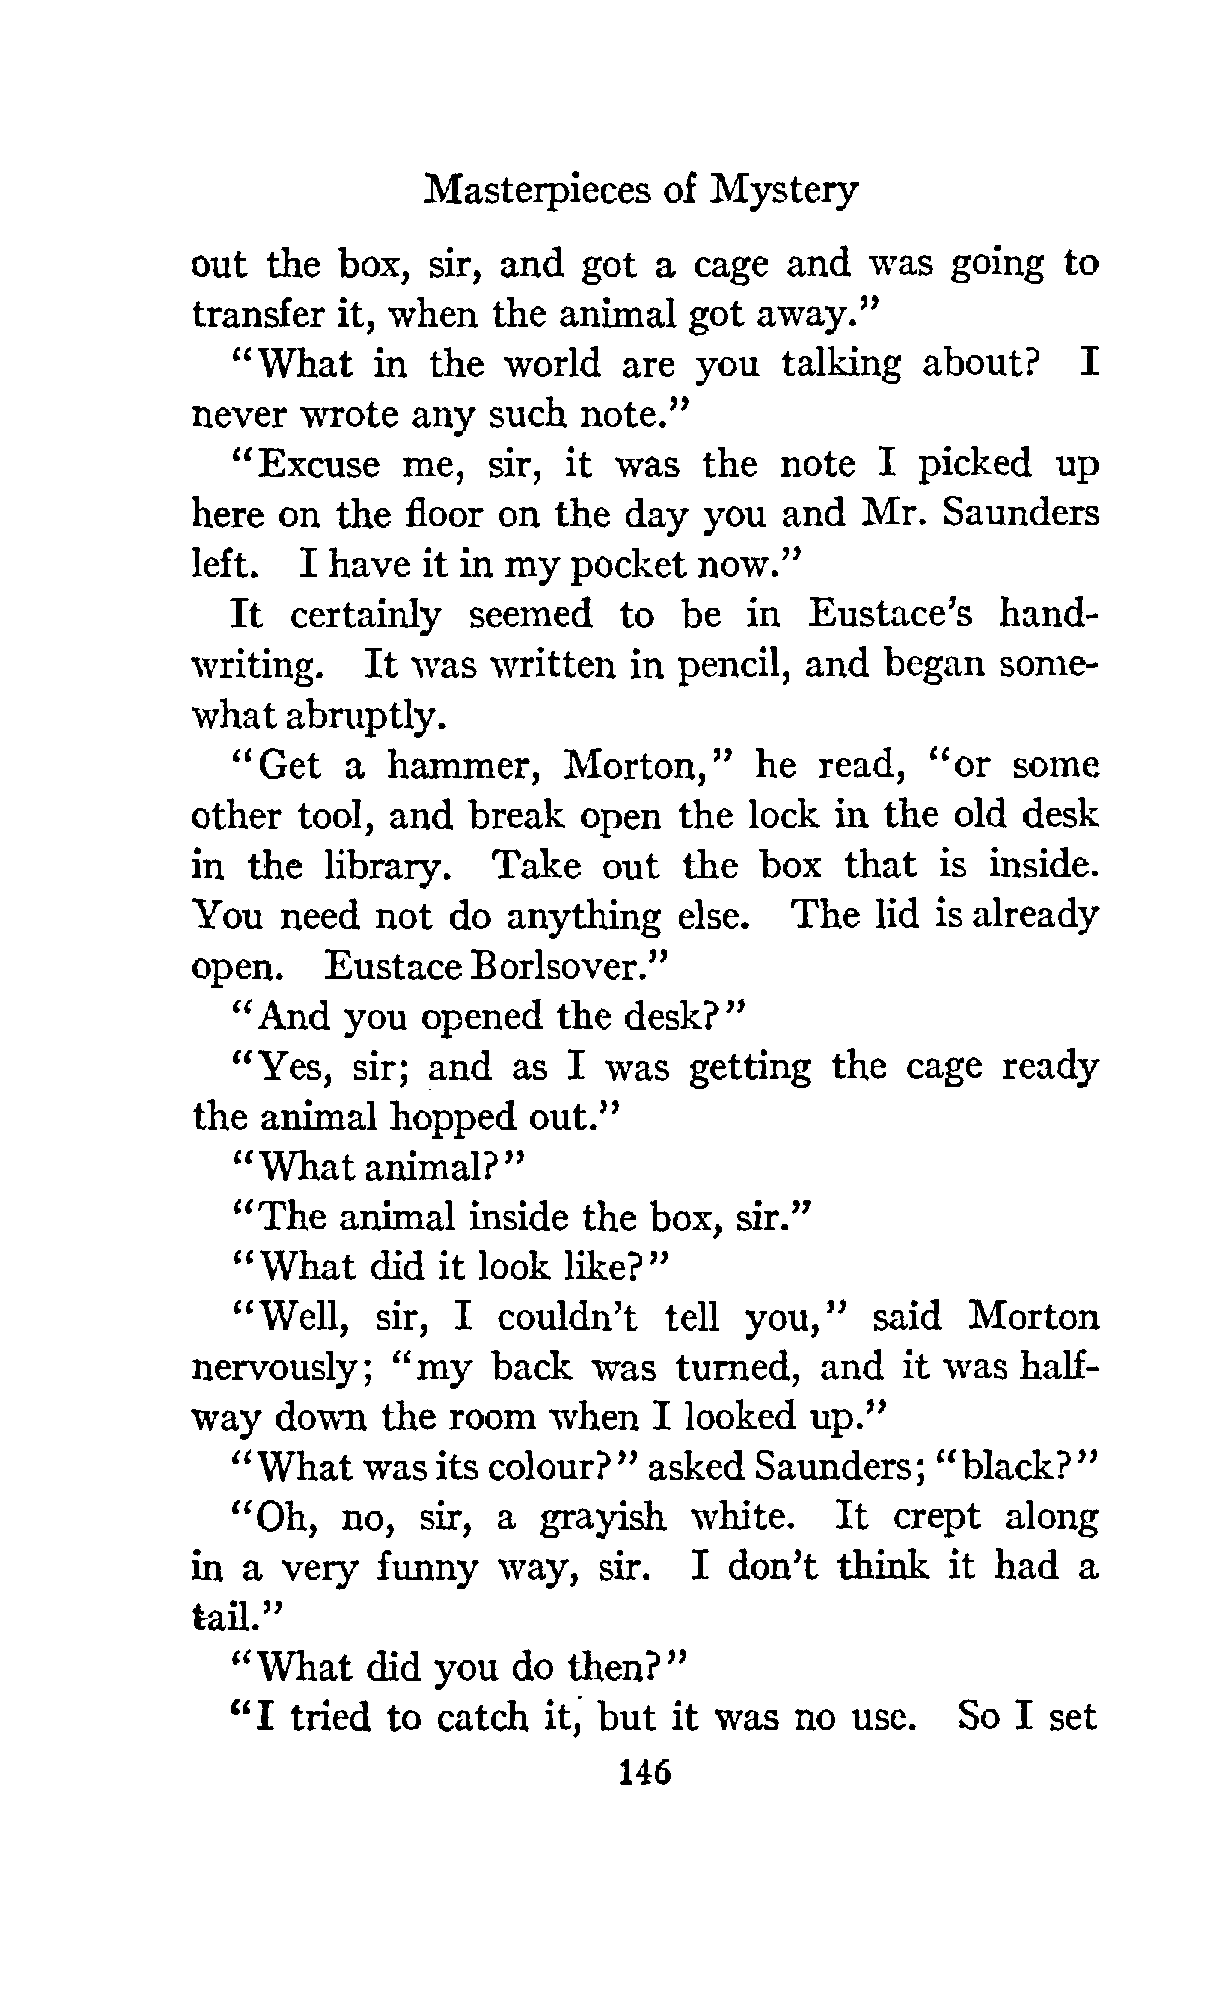 Masterpieces of Mystery
out the box, sir, and got a cage and was going to
transfer it, when the animal got away."
"What in the world are you talking about? I
never wrote any such note."
"Excuse me, sir, it was the note I picked up
here on the floor on the day you and Mr. Saunders
left. I have it in my pocket now."
It certainly seemed to be in Eustace's hand-
writing. It was written in pencil, and began some-
what abruptly.
"Get a hammer, Morton," he read, "or some
other tool, and break open the lock in the old desk
in the library. Take out the box that is inside.
You need not do anything else. The lid is already
open. Eustace Borlsover."
"And you opened the desk?"
"Yes, sir; and as I was getting the cage ready
the animal hopped out."
"What animal?"
"The animal inside the box, sir."
"What did it look like?"
"Well, sir, I couldn't tell you," said Morton
nervously; "my back was turned, and it was half-
way down the room when I looked up."
"What was its colour?" asked Saunders; "black?"
"Oh, no, sir, a grayish white. It crept along
in a very funny way, sir. I don't think it had a
tail."
"What did you do then?"
"I tried to catch it, but it was no use. So I set
146